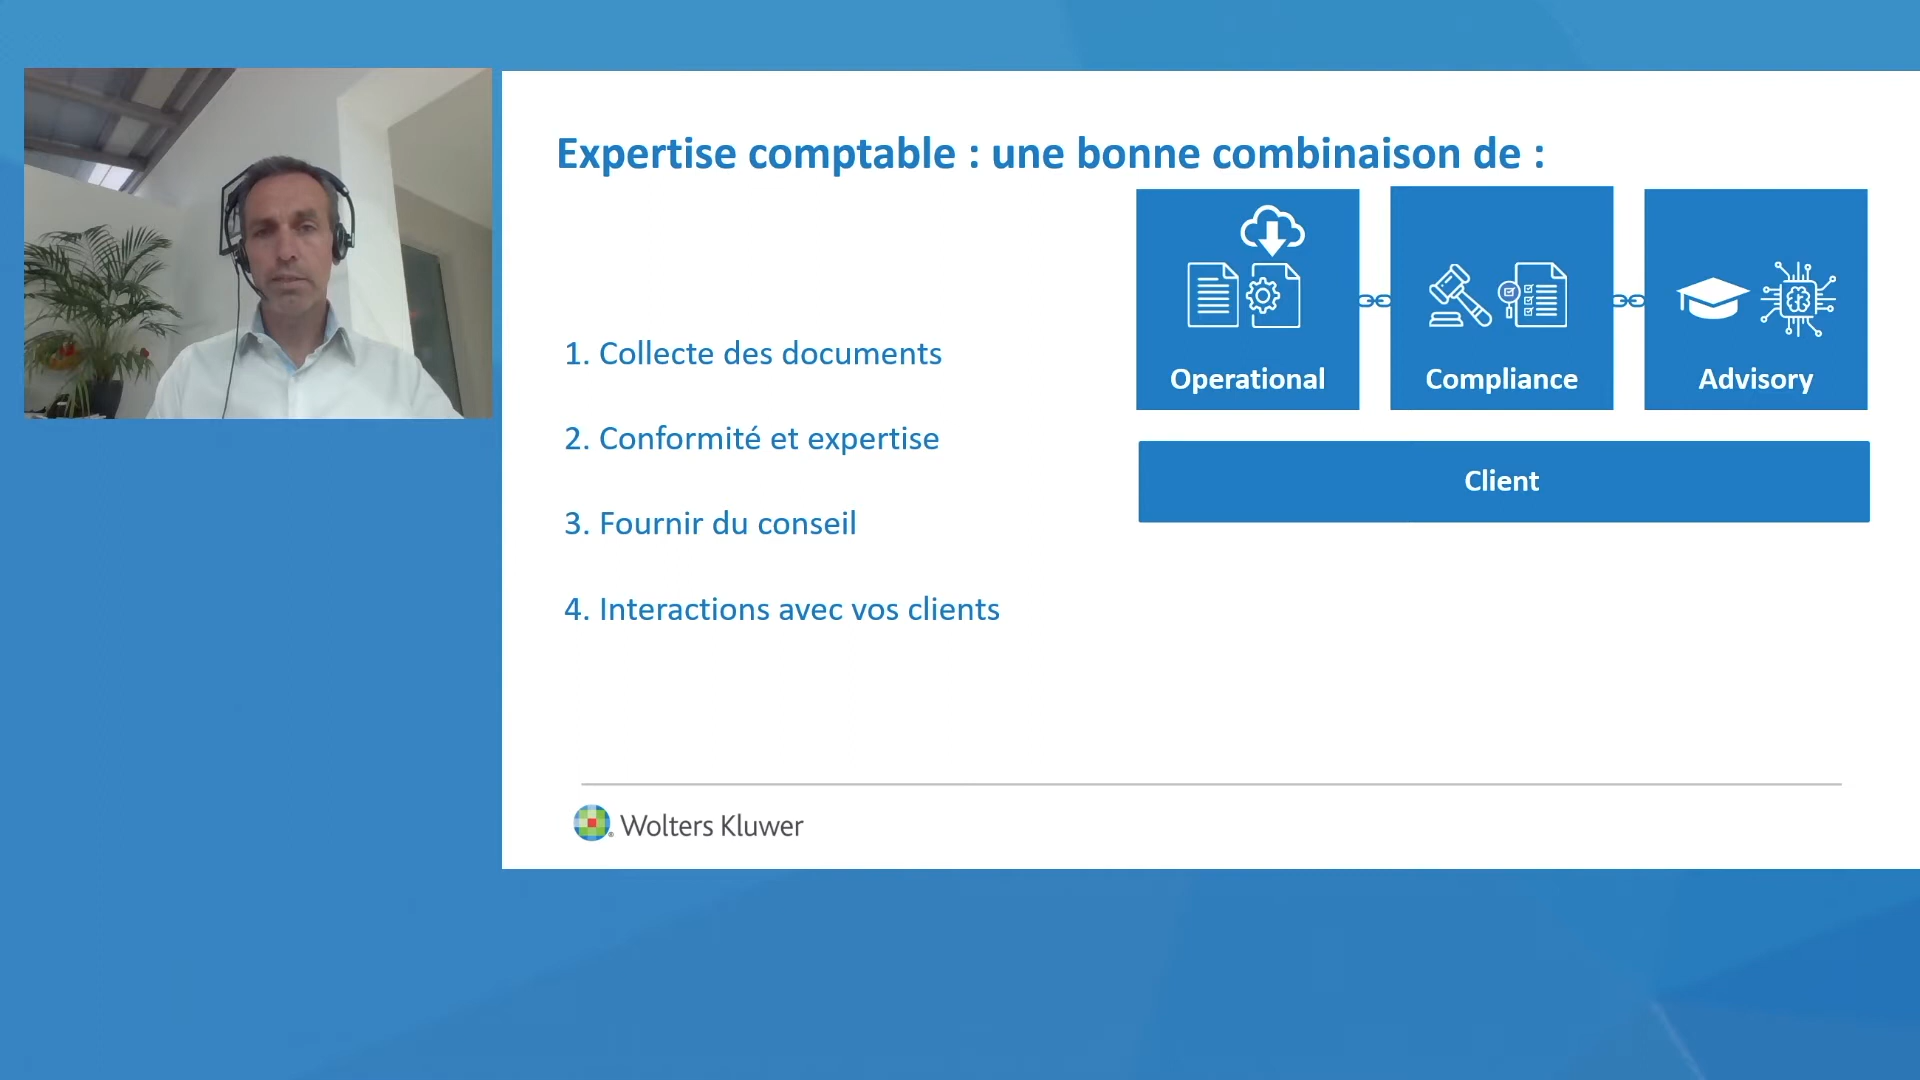 Expertise comptable : une bonne combinaison de :
1. Collecte des documents
2. Conformité et expertise
3. Fournir du conseil
4. Interactions avec vos clients
Operational
Compliance
Advisory
Client
Wolters Kluwer